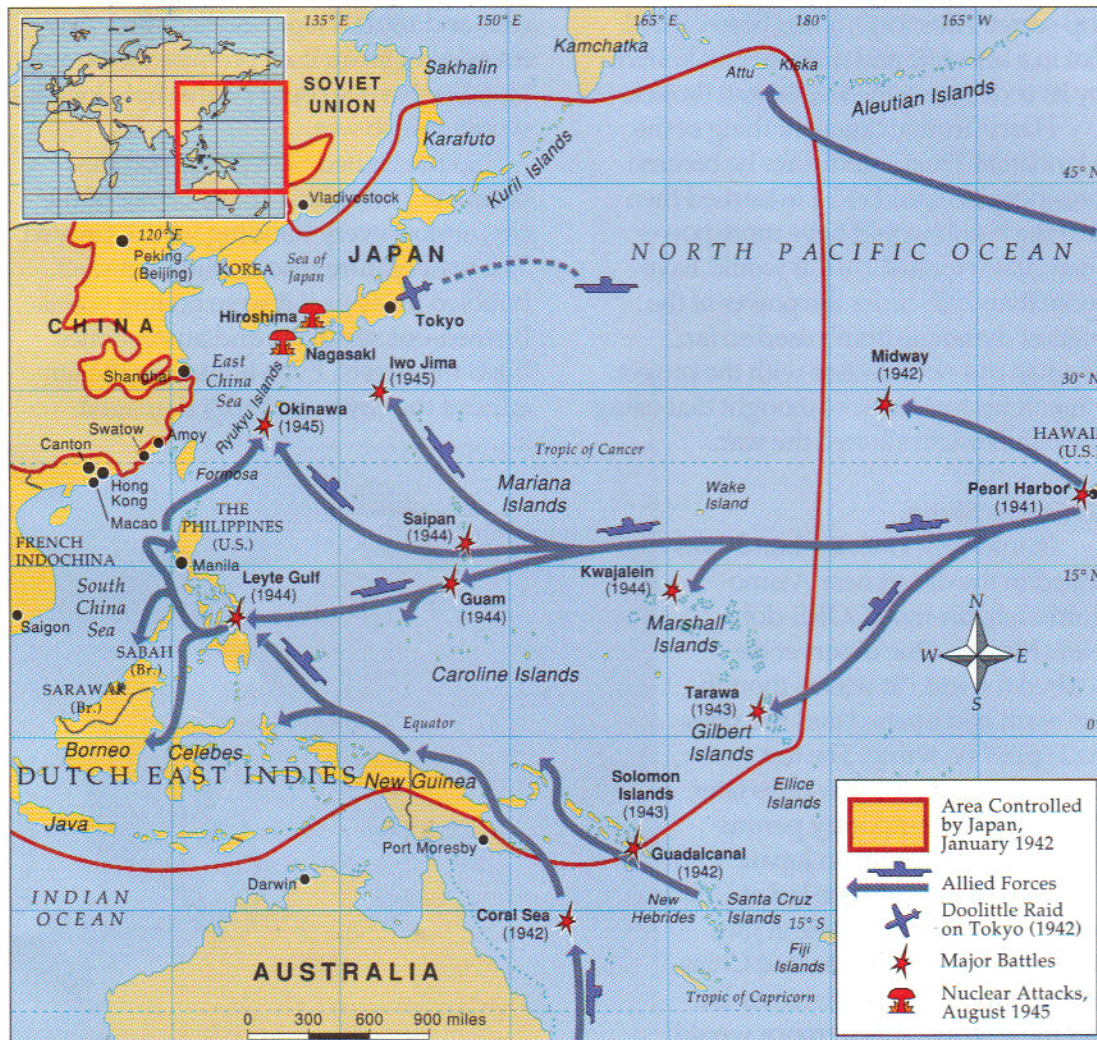 135° E
150° E
165° E
180°
165° W
Kamchatka
Sakhalin
SOVIET
UNION
Attu
Kiska
Aleutian Islands
Karafuto
Kuril Islands
45° N
Vladivostock
120° E
Peking
(Beijing)
KOREA
Sea of
Japan
JAPAN
NORTH PACIFIC OCEAN
CHINA
Hiroshima
Tokyo
Nagasaki
Shanghai
East
China
Sea
Ryukyu Islands
Iwo Jima
(1945)
Midway
(1942)
30° N
Okinawa
(1945)
Swatow
Amoy
Canton
Formosa
Hong
Kong
Macao
Tropic of Cancer
HAWAII
(U.S.)
Mariana
Islands
Wake
Island
Pearl Harbor
(1941)
THE
PHILIPPINES
(U.S.)
Saipan
(1944)
FRENCH
INDOCHINA
Manila
South
China
Sea
Leyte Gulf
(1944)
Guam
(1944)
Kwajalein
(1944)
15° N
Marshall
Islands
Saigon
SABAH
(Br.)
SARAWAK
(Br.)
Caroline Islands
N
W
E
S
Tarawa
(1943)
Gilbert
Islands
Equator
0°
Borneo
Celebes
DUTCH EAST INDIES
New Guinea
Solomon
Islands
(1943)
Ellice
Islands
Java
Port Moresby
Guadalcanal
(1942)
INDIAN
OCEAN
Darwin
Coral Sea
(1942)
New
Hebrides
Santa Cruz
Islands
15° S
Fiji
Islands
AUSTRALIA
Tropic of Capricorn
0 300 600 900 miles
Area Controlled
by Japan,
January 1942
Allied Forces
Doolittle Raid
on Tokyo (1942)
Major Battles
Nuclear Attacks,
August 1945